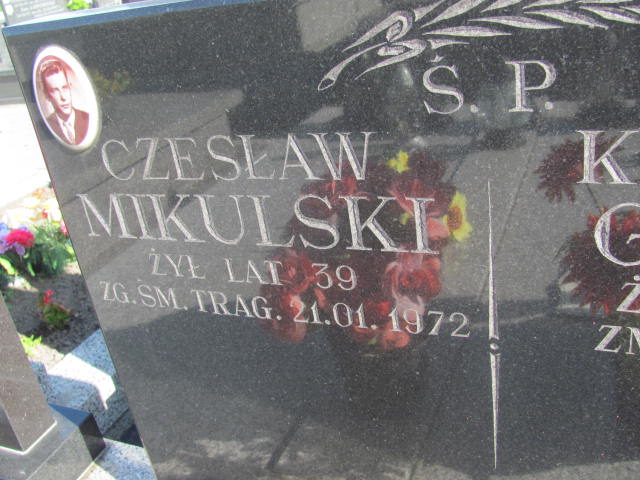 Ś. P.
CZESŁAW
MIKULSKI
ŻYŁ LAT 39
ZG. ŚM. TRAG. 21.01.1972